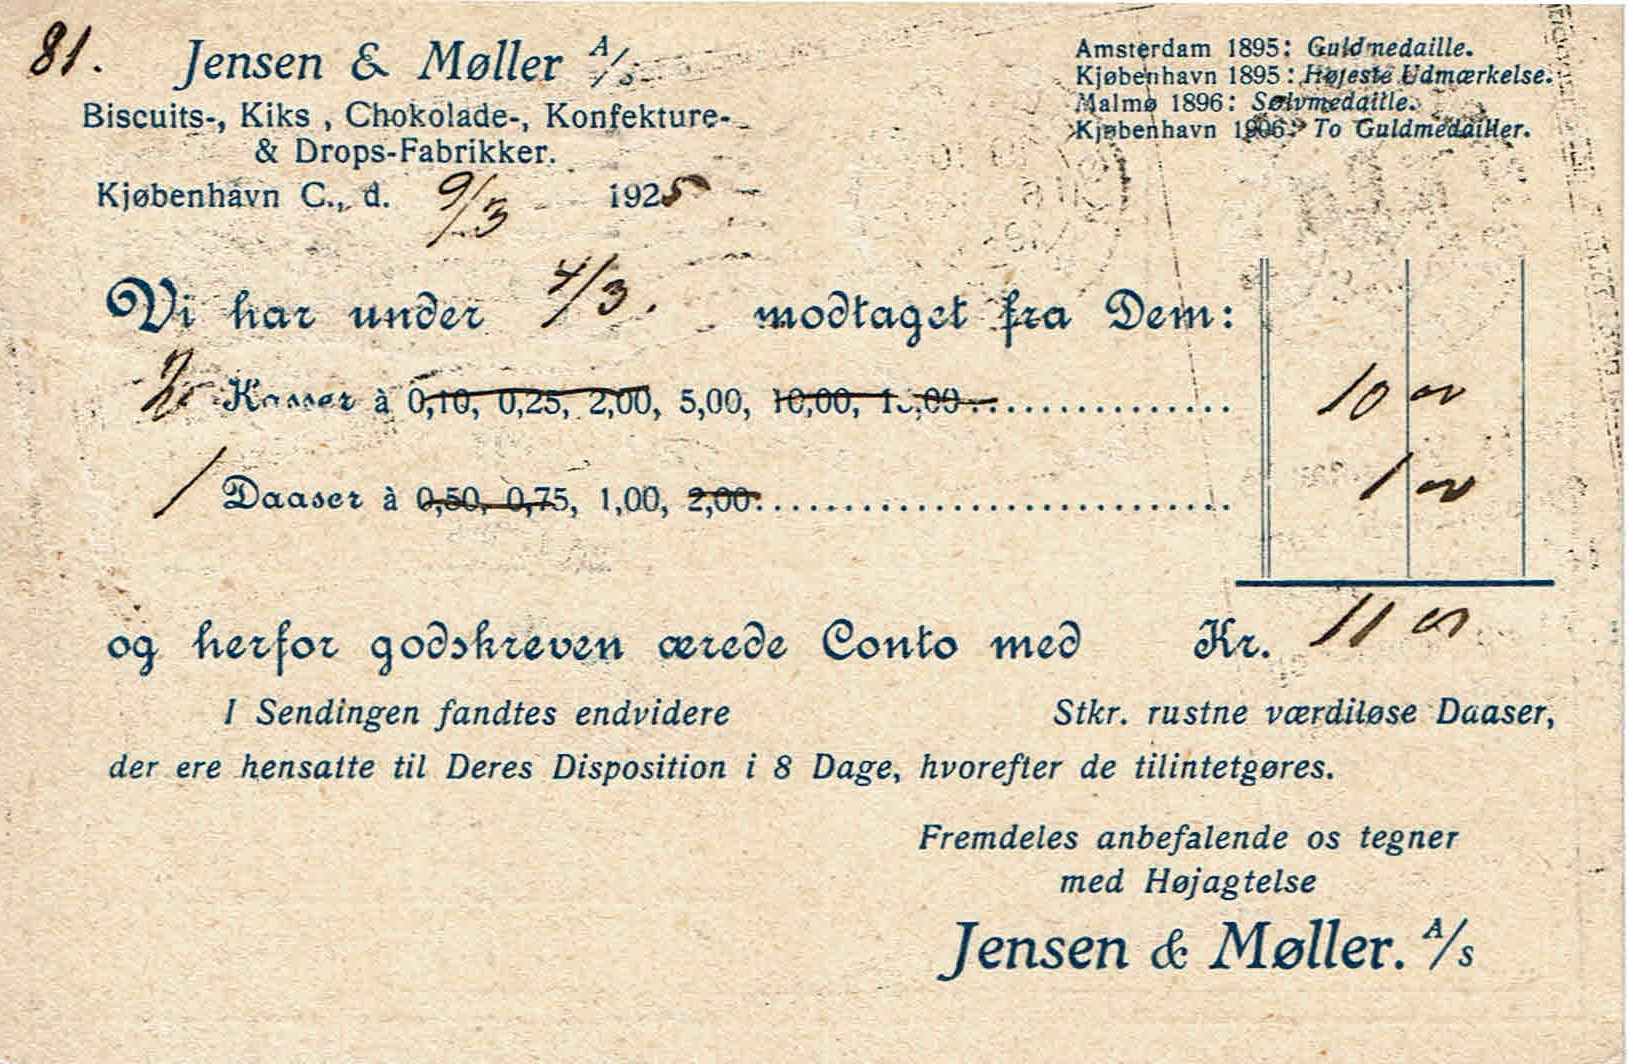 81.
Jensen & Møller A/S
Biscuits-, Kiks, Chokolade-, Konfekture-
& Drops-Fabrikker.
Kjøbenhavn C., d. 9/3 1925
Amsterdam 1895: Guldmedaille.
Kjøbenhavn 1895: Højeste Udmærkelse.
Malmø 1896: Sølvmedaille.
Kjøbenhavn 1906: To Guldmedailler.
Vi har under 4/3. modtaget fra Dem:
2 Kasser à 0,10, 0,25, 2,00, 5,00, 10,00, 15,00 10 00
1 Daaser à 0,50, 0,75, 1,00, 2,00 1 00
og herfor godskreven ærede Conto med Kr. 11 00
I Sendingen fandtes endvidere Stkr. rustne værdiløse Daaser,
der ere hensatte til Deres Disposition i 8 Dage, hvorefter de tilintetgøres.
Fremdeles anbefalende os tegner
med Højagtelse
Jensen & Møller. A/s